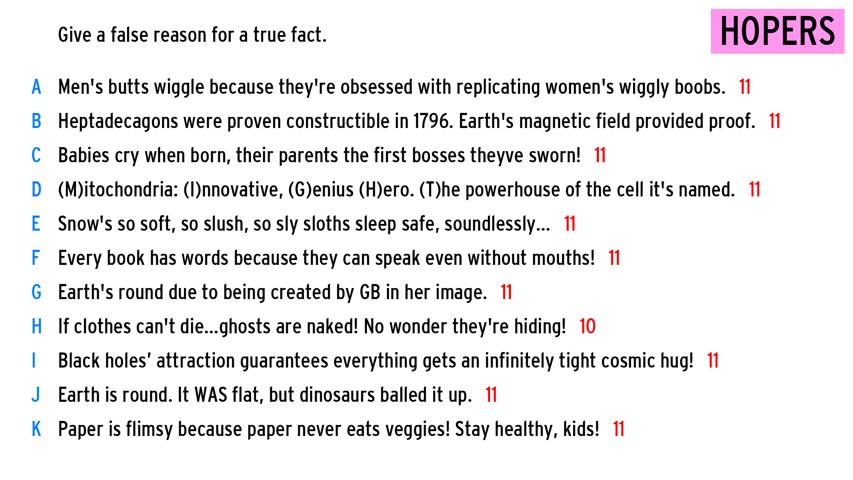 Give a false reason for a true fact.
HOPERS
A Men's butts wiggle because they're obsessed with replicating women's wiggly boobs. 11
B Heptadecagons were proven constructible in 1796. Earth's magnetic field provided proof. 11
C Babies cry when born, their parents the first bosses theyve sworn! 11
D (M)itochondria: (I)nnovative, (G)enius (H)ero. (T)he powerhouse of the cell it's named. 11
E Snow's so soft, so slush, so sly sloths sleep safe, soundlessly... 11
F Every book has words because they can speak even without mouths! 11
G Earth's round due to being created by GB in her image. 11
H If clothes can't die...ghosts are naked! No wonder they're hiding! 10
I Black holes’ attraction guarantees everything gets an infinitely tight cosmic hug! 11
J Earth is round. It WAS flat, but dinosaurs balled it up. 11
K Paper is flimsy because paper never eats veggies! Stay healthy, kids! 11